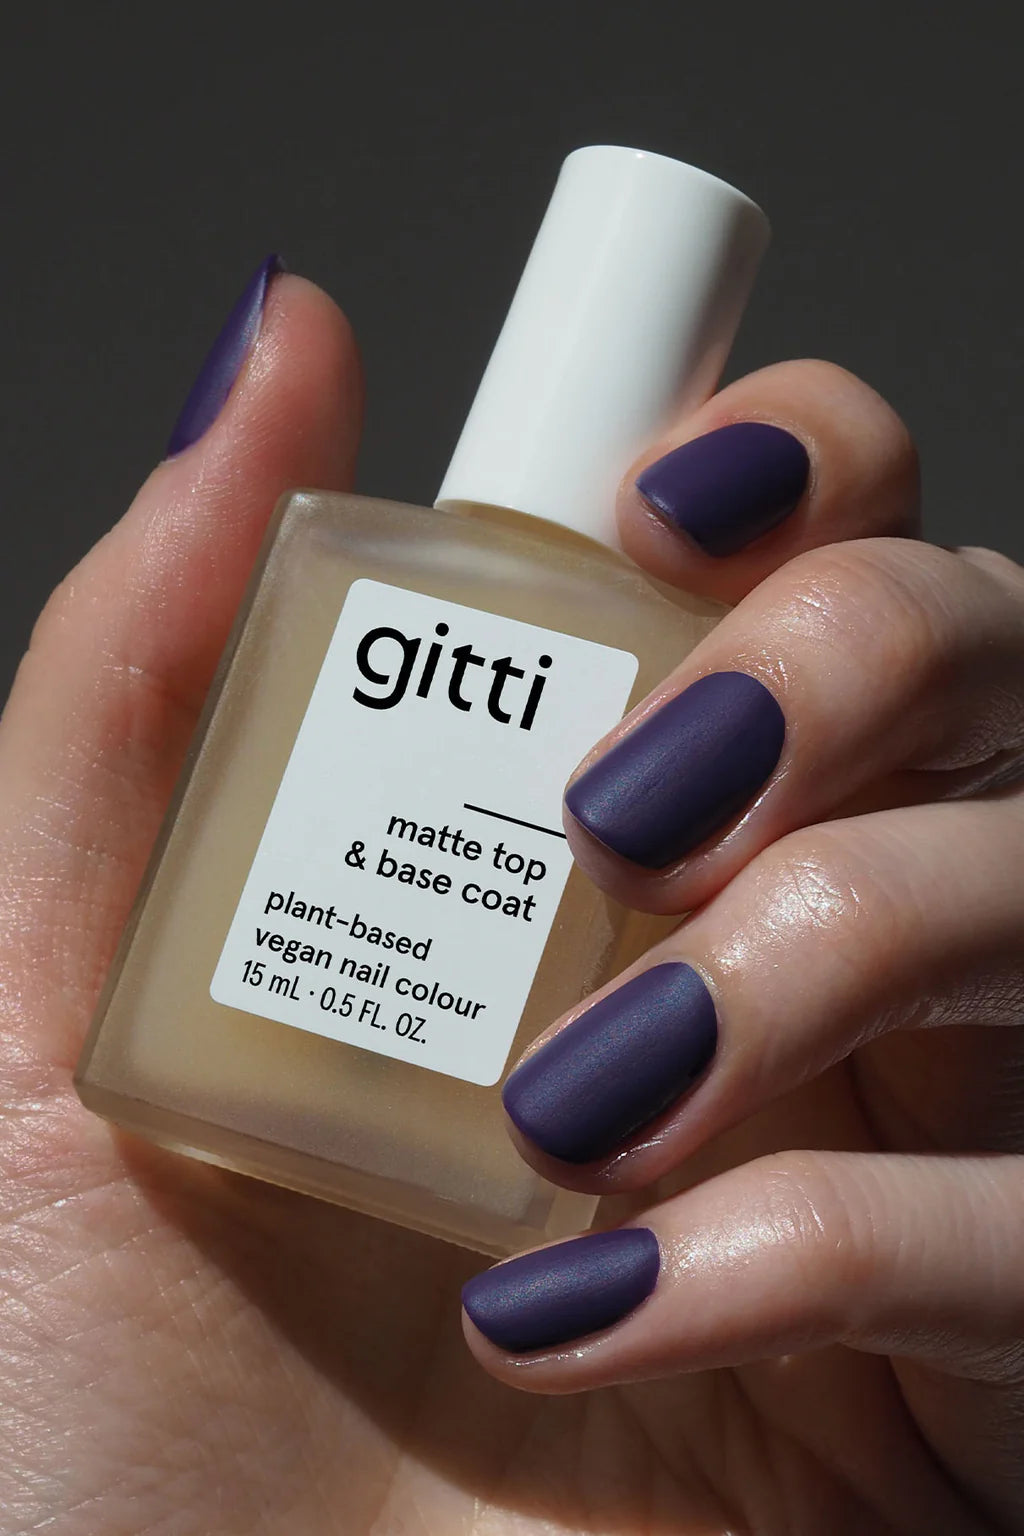 gitti
matte top
& base coat
plant-based
vegan nail colour
15 mL · 0.5 FL. OZ.